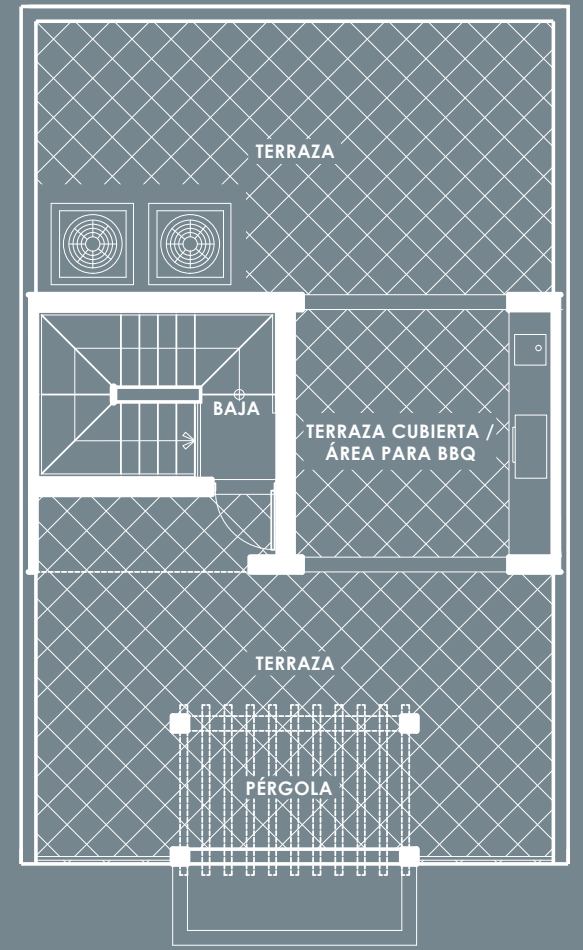 TERRAZA
BAJA
TERRAZA CUBIERTA /
ÁREA PARA BBQ
TERRAZA
PÉRGOLA